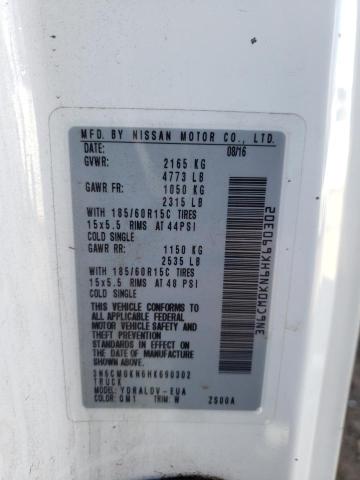 MFD. BY NISSAN MOTOR CO., LTD.
DATE: 08/16
GVWR: 2165 KG
4773 LB
GAWR FR: 1050 KG
2315 LB
WITH 185/60R15C TIRES
15x5.5 RIMS AT 44PSI
COLD SINGLE
GAWR RR: 1150 KG
2535 LB
WITH 185/60R15C TIRES
15x5.5 RIMS AT 48 PSI
COLD SINGLE
THIS VEHICLE CONFORMS TO
ALL APPLICABLE FEDERAL
MOTOR VEHICLE SAFETY AND
THEFT PREVENTION
STANDARDS IN EFFECT ON
THE DATE OF MANUFACTURE
SHOWN ABOVE.
3N6CM0KN6HK690302
TRUCK
MODEL: YDRALDV-EUA
COLOR: QM1 TRIM: W ZS00A
3N6CM0KN6HK690302